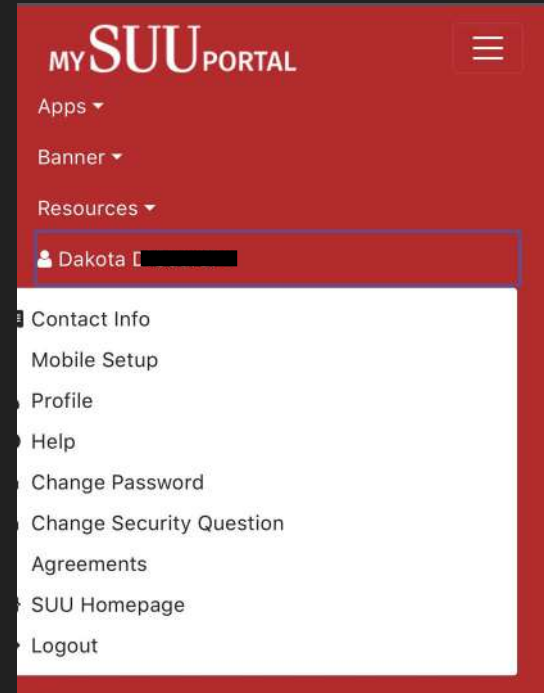 MY SUU PORTAL
Apps
Banner
Resources
Dakota D
Contact Info
Mobile Setup
Profile
Help
Change Password
Change Security Question
Agreements
SUU Homepage
Logout